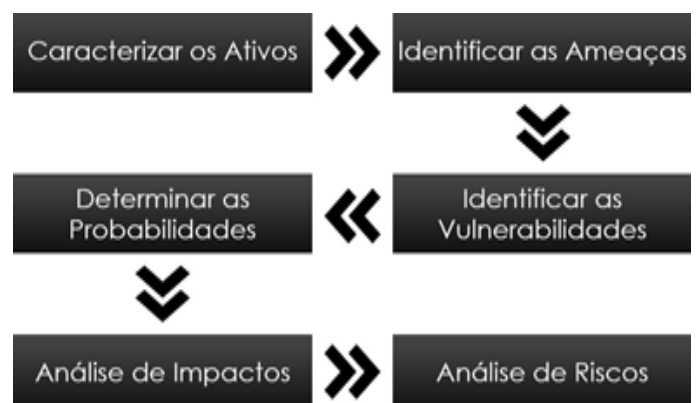 Caracterizar os Ativos
Identificar as Ameaças
Determinar as
Probabilidades
Identificar as
Vulnerabilidades
Análise de Impactos
Análise de Riscos